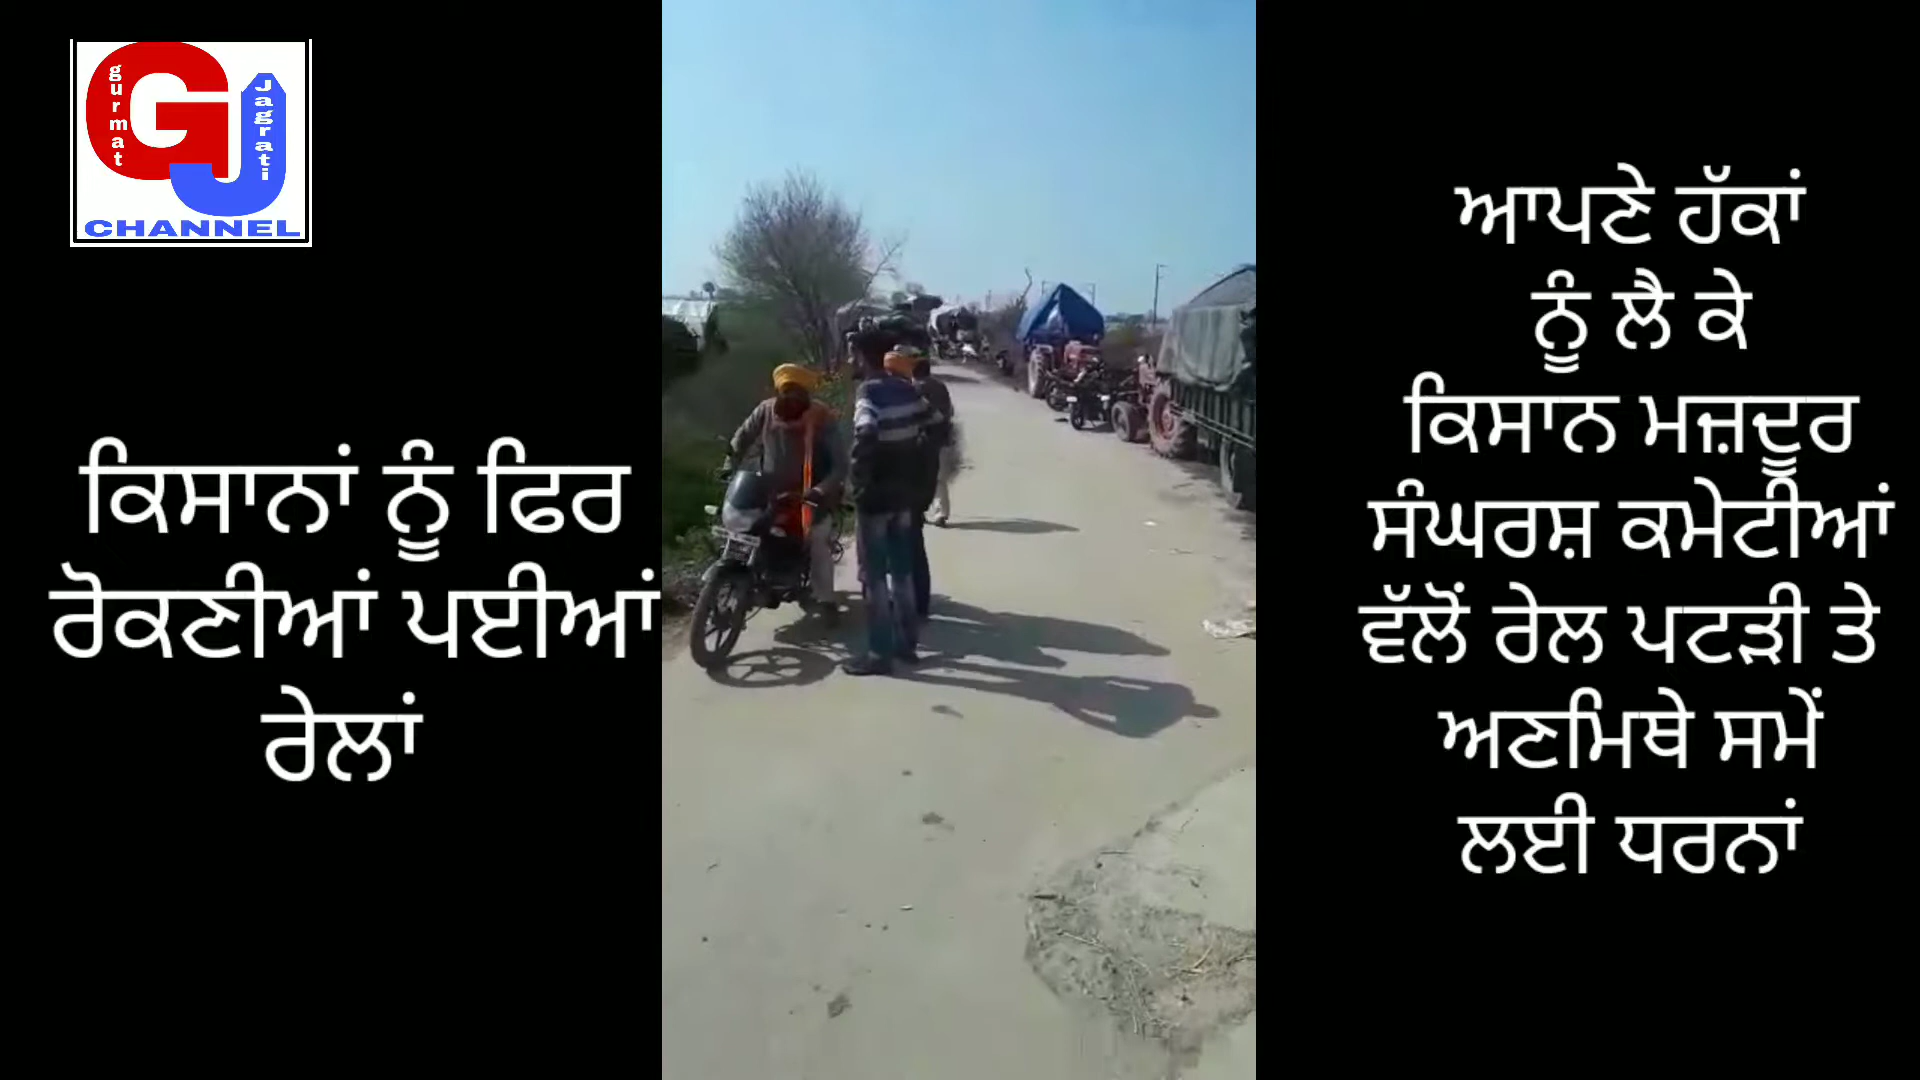 gurmat
Jagrati
CHANNEL
ਕਿਸਾਨਾਂ ਨੂੰ ਫਿਰ
ਰੋਕਣੀਆਂ ਪਈਆਂ
ਰੇਲਾਂ
ਆਪਣੇ ਹੱਕਾਂ
ਨੂੰ ਲੈ ਕੇ
ਕਿਸਾਨ ਮਜ਼ਦੂਰ
ਸੰਘਰਸ਼ ਕਮੇਟੀਆਂ
ਵੱਲੋਂ ਰੇਲ ਪਟੜੀ ਤੇ
ਅਣਮਿਥੇ ਸਮੇਂ
ਲਈ ਧਰਨਾਂ